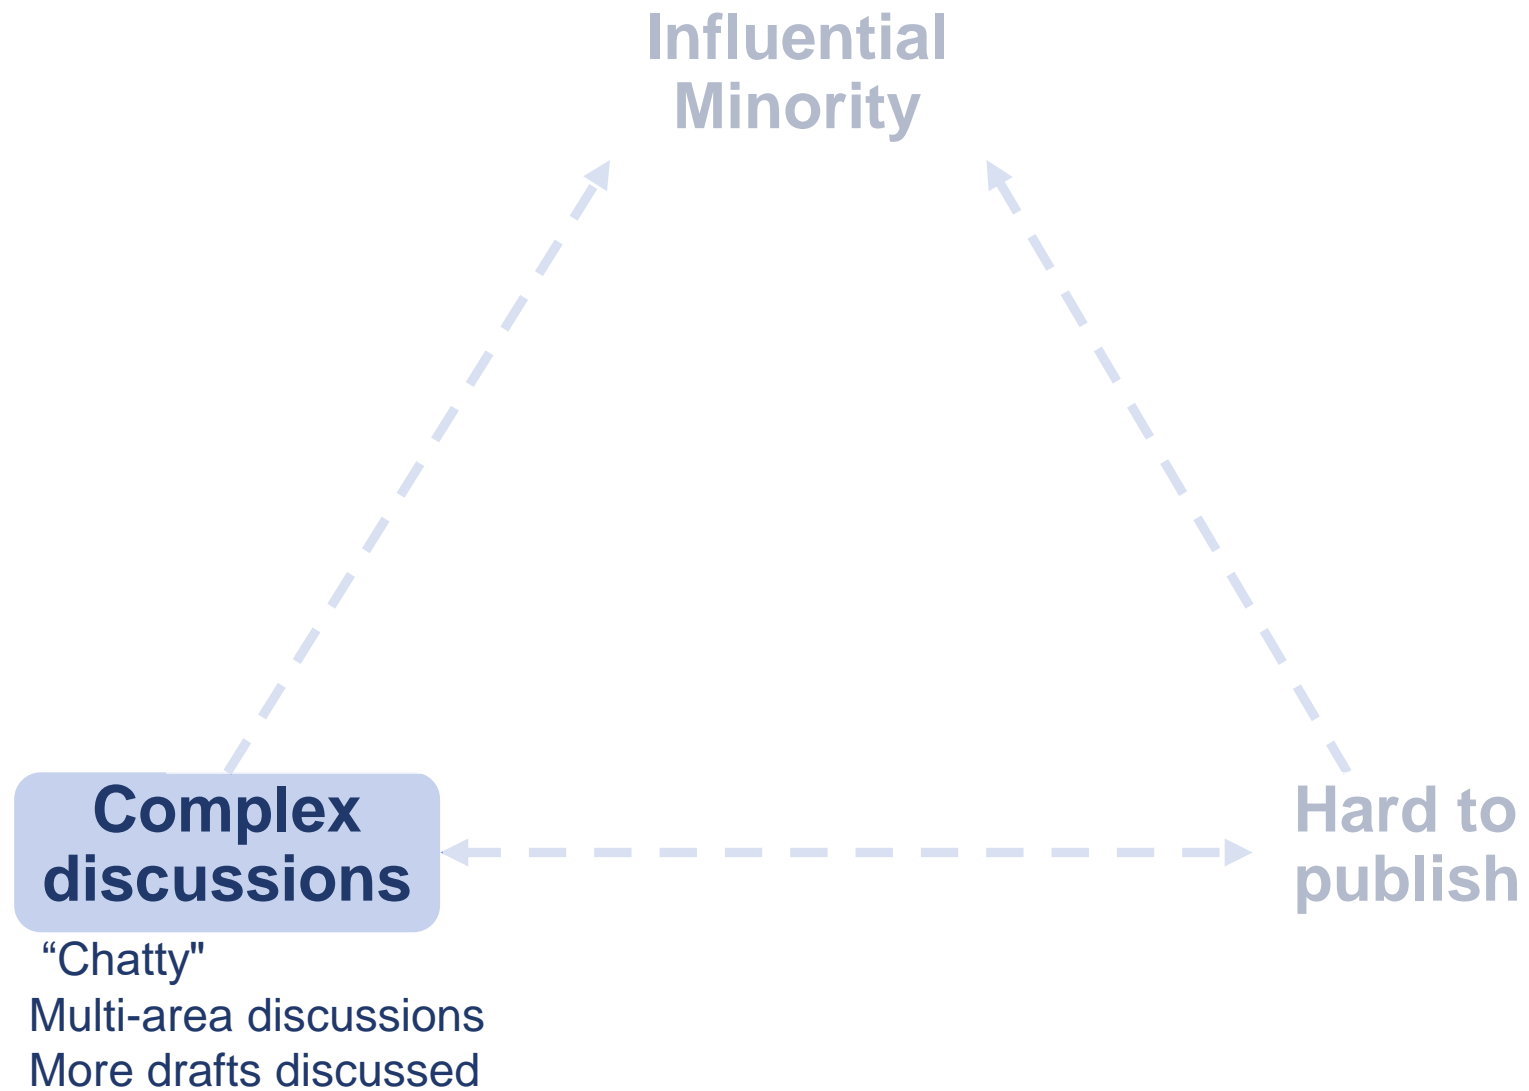 Influential
Minority
Complex
discussions
Hard to
publish
“Chatty"
Multi-area discussions
More drafts discussed